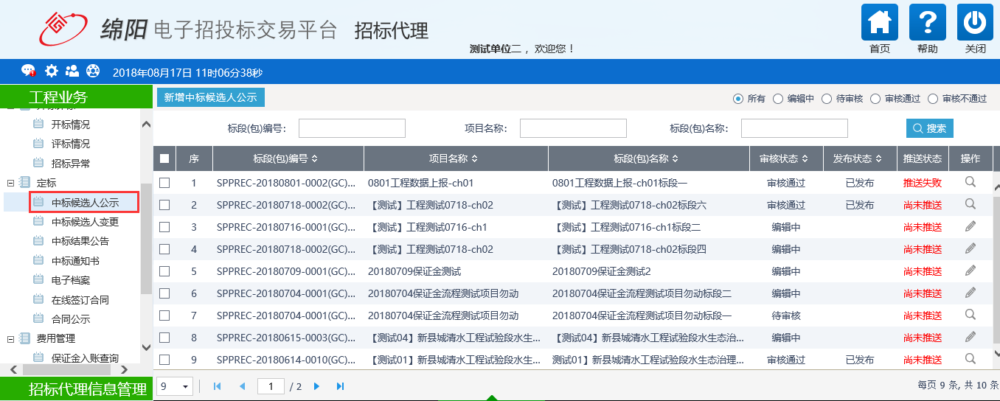 绵阳 电子招投标交易平台 招标代理
测试单位二 ，欢迎您！
首页 帮助 关闭
2018年08月17日 11时06分38秒
工程业务
开标情况
评标情况
招标异常
定标
中标候选人公示
中标候选人变更
中标结果公告
中标通知书
电子档案
在线签订合同
合同公示
费用管理
保证金入账查询
招标代理信息管理
新增中标候选人公示 所有 编辑中 待审核 审核通过 审核不通过
标段(包)编号： 项目名称： 标段(包)名称： 搜索
序 标段(包)编号 项目名称 标段(包)名称 审核状态 发布状态 推送状态 操作
1 SPPREC-20180801-0002(GC)... 0801工程数据上报-ch01 0801工程数据上报-ch01标段一 审核通过 已发布 推送失败
2 SPPREC-20180718-0002(GC)... 【测试】工程测试0718-ch02 【测试】工程测试0718-ch02标段六 审核通过 已发布 尚未推送
3 SPPREC-20180716-0001(GC)... 【测试】工程测试0716-ch1 【测试】工程测试0716-ch1标段二 编辑中 尚未推送
4 SPPREC-20180718-0002(GC)... 【测试】工程测试0718-ch02 【测试】工程测试0718-ch02标段四 编辑中 尚未推送
5 SPPREC-20180709-0001(GC)... 20180709保证金测试 20180709保证金测试2 编辑中 尚未推送
6 SPPREC-20180704-0001(GC)... 20180704保证金流程测试项目勿动 20180704保证金流程测试项目勿动标段二 编辑中 尚未推送
7 SPPREC-20180704-0001(GC)... 20180704保证金流程测试项目勿动 20180704保证金流程测试项目勿动标段一 待审核 尚未推送
8 SPPREC-20180615-0003(GC)... 【测试04】新县城清水工程试验段水生... 【测试04】新县城清水工程试验段水生态治... 编辑中 尚未推送
9 SPPREC-20180614-0010(GC)... 【测试01】新县城清水工程试验段水生... 测试01】新县城清水工程试验段水生态治理... 审核通过 已发布 尚未推送
9 1 / 2 每页 9 条, 共 10 条